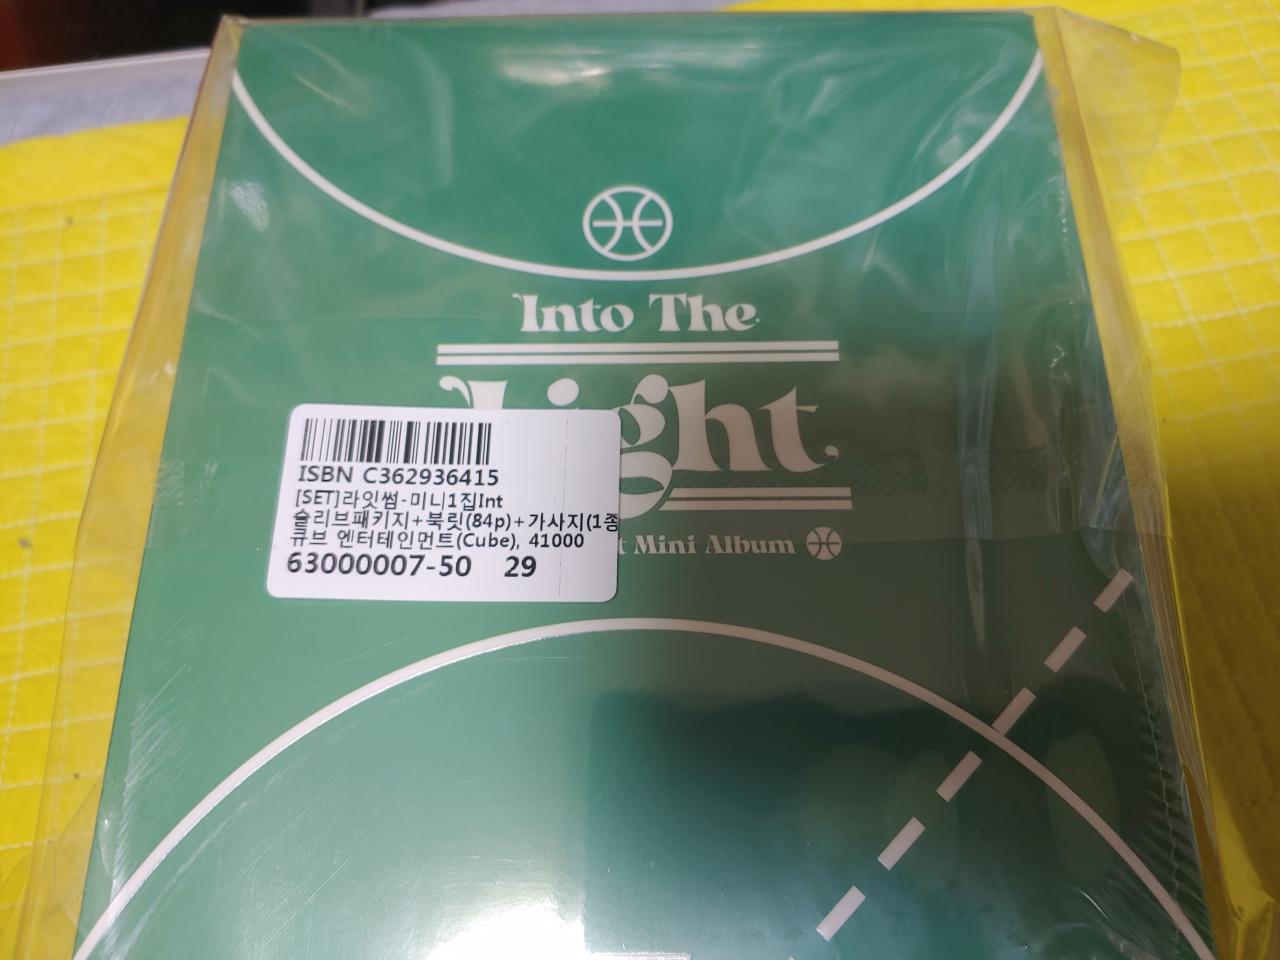 Into The
Light
t Mini Album
ISBN C362936415
[SET]라잇썸-미니1집Int
슬리브패키지+북릿(84p)+가사지(1종
큐브 엔터테인먼트(Cube), 41000
63000007-50 29